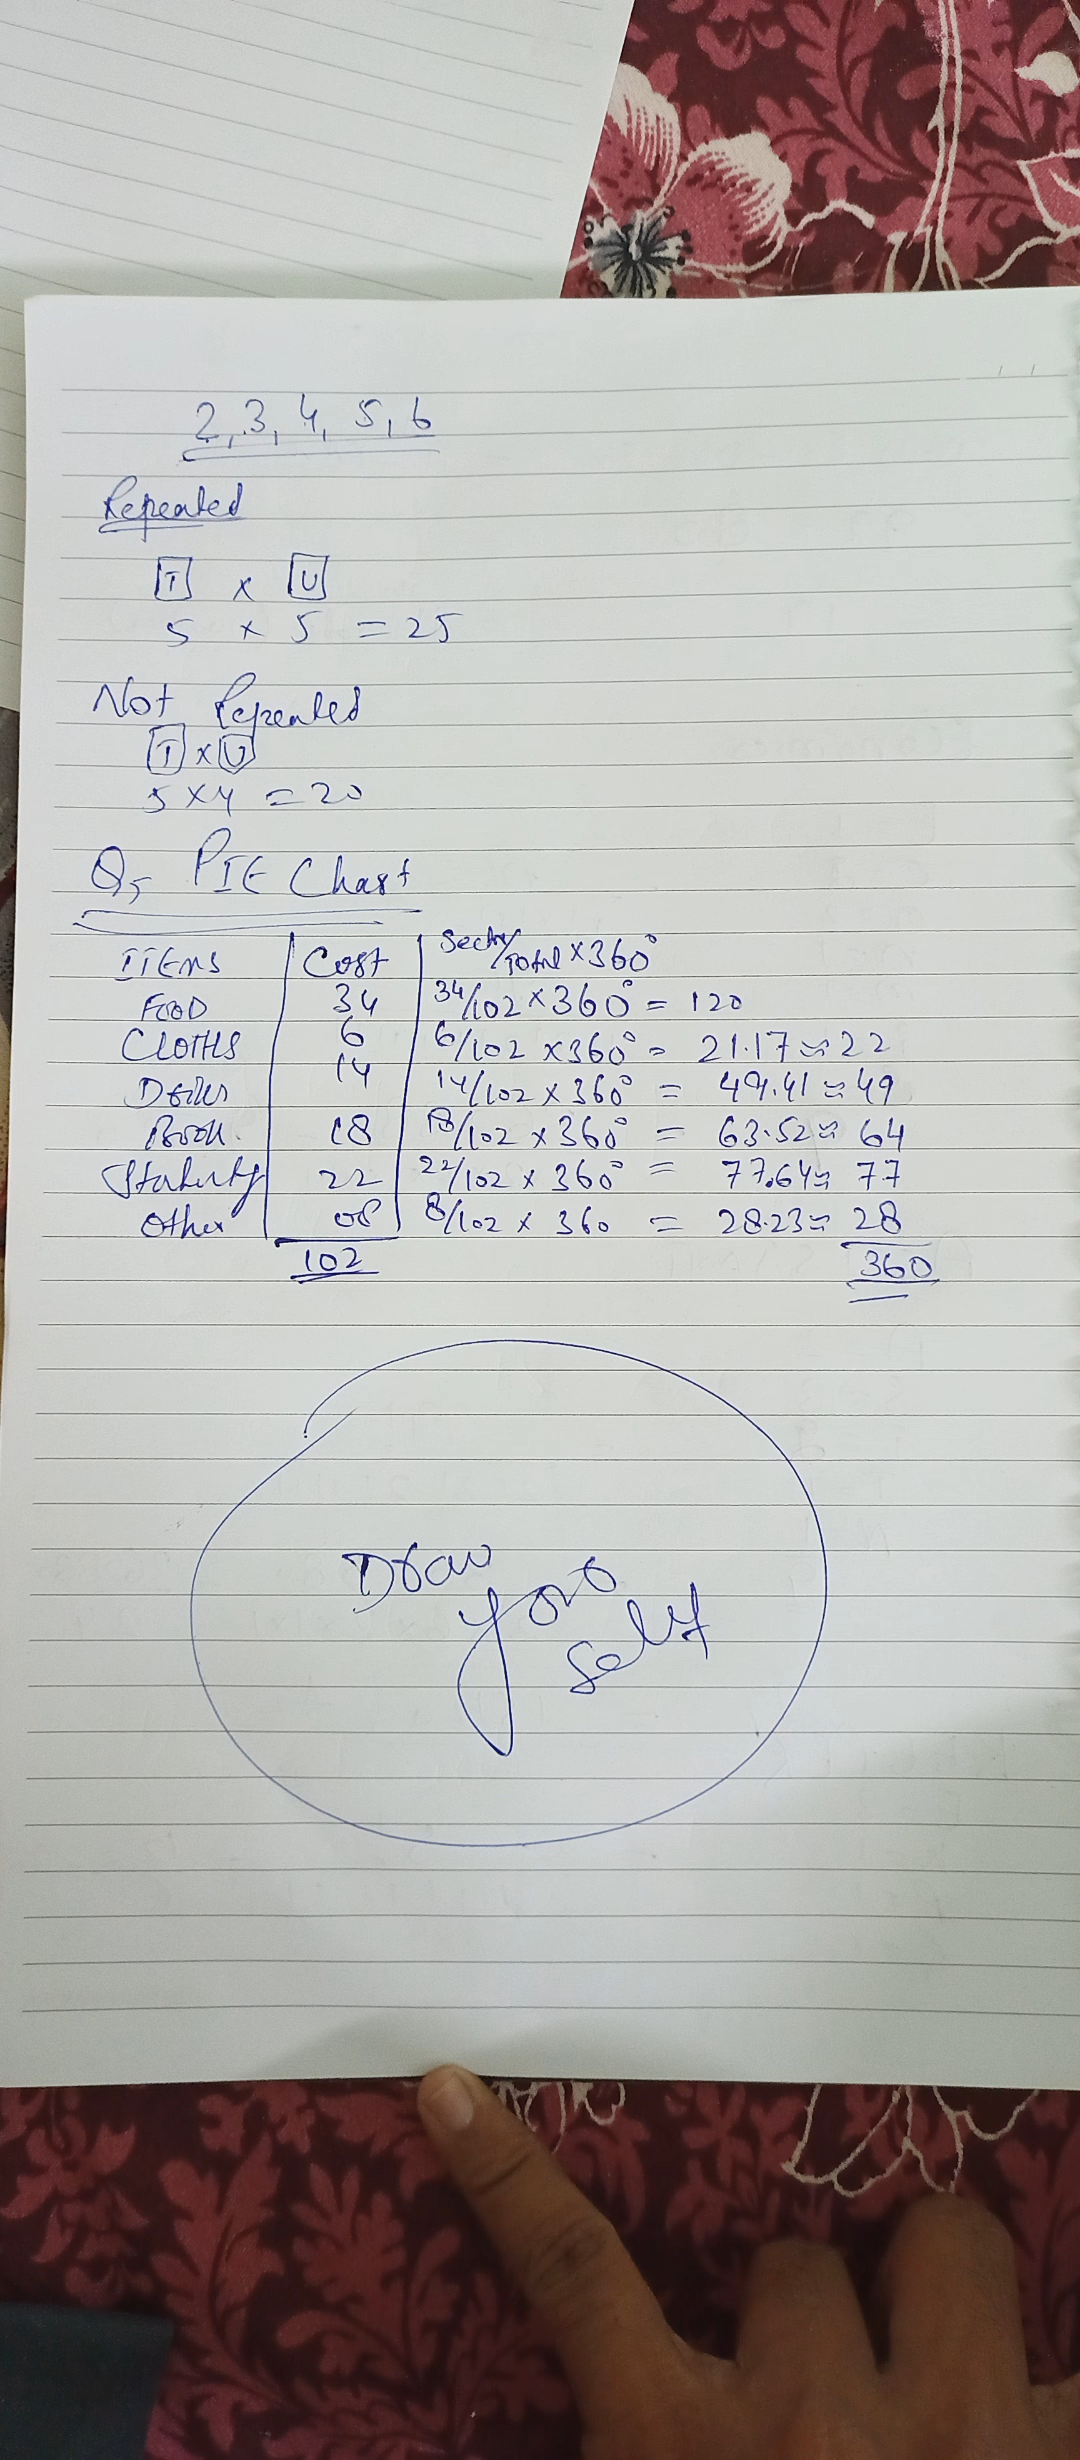 2, 3, 4, 5, 6
Repeated
T x U
5 x 5 = 25
Not Repeated
T x U
5 x 4 = 20
Q5 PIE Chart
ITEMS Cost Sector/Total x 360°
FOOD 34 34/102 x 360° = 120
CLOTHS 6 6/102 x 360° = 21.17 ≈ 22
14 14/102 x 360° = 49.41 ≈ 49
Book. 18 18/102 x 360° = 63.52 ≈ 64
22 22/102 x 360° = 77.64 ≈ 77
Other 08 8/102 x 360 = 28.23 ≈ 28
102 360
Draw
your
self